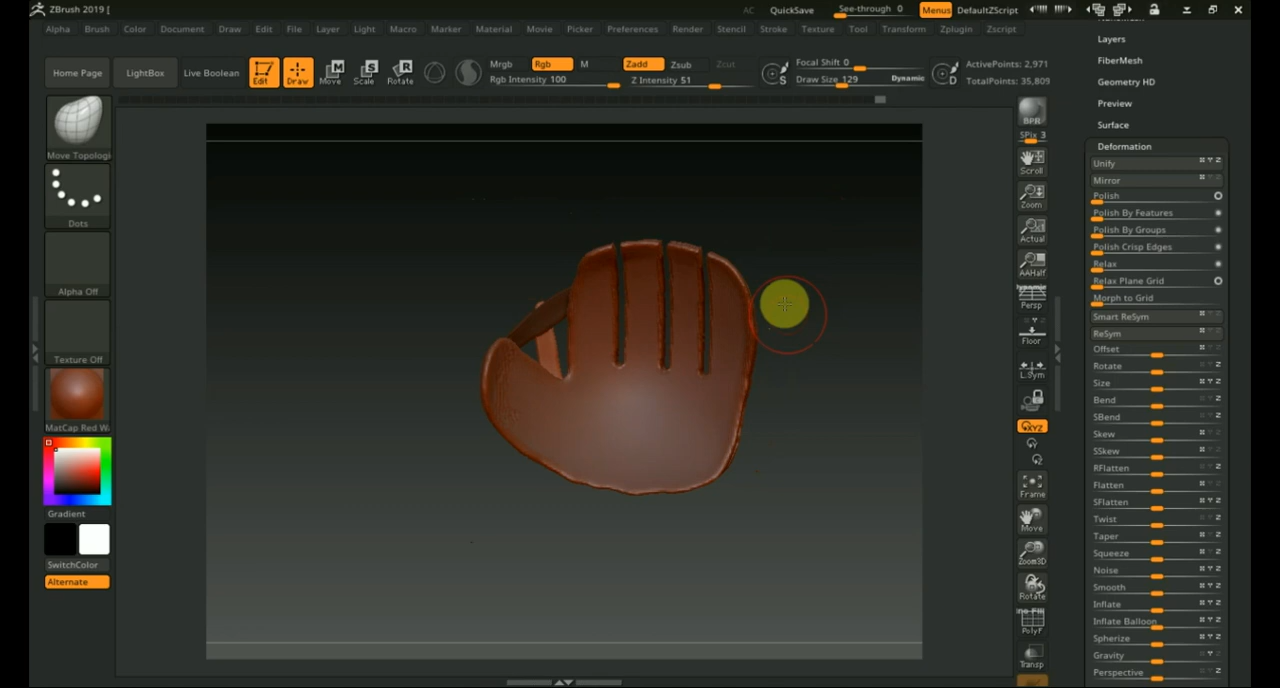 ZBrush 2019 [
AC QuickSave See-through 0 Menus DefaultZScript
Alpha Brush Color Document Draw Edit File Layer Light Macro Marker Material Movie Picker Preferences Render Stencil Stroke Texture Tool Transform Zplugin Zscript
Home Page LightBox Live Boolean Edit Draw Move Scale Rotate
Mrgb Rgb M Zadd Zsub Zcut
Rgb Intensity 100 Z Intensity 51
S Focal Shift 0
Draw Size 129 Dynamic D
ActivePoints: 2,971
TotalPoints: 35,809
Move Topologi
Dots
Alpha Off
Texture Off
MatCap Red Wa
Gradient
SwitchColor
Alternate
BPR
SPix 3
Scroll
Zoom
Actual
AAHalf
Dynamic
Persp
Floor
L.Sym
XYZ
Frame
Move
Zoom3D
Rotate
PolyF
Transp
Layers
FiberMesh
Geometry HD
Preview
Surface
Deformation
Unify
Mirror
Polish
Polish By Features
Polish By Groups
Polish Crisp Edges
Relax
Relax Plane Grid
Morph to Grid
Smart ReSym
ReSym
Offset
Rotate
Size
Bend
SBend
Skew
SSkew
RFlatten
Flatten
SFlatten
Twist
Taper
Squeeze
Noise
Smooth
Inflate
Inflate Balloon
Spherize
Gravity
Perspective